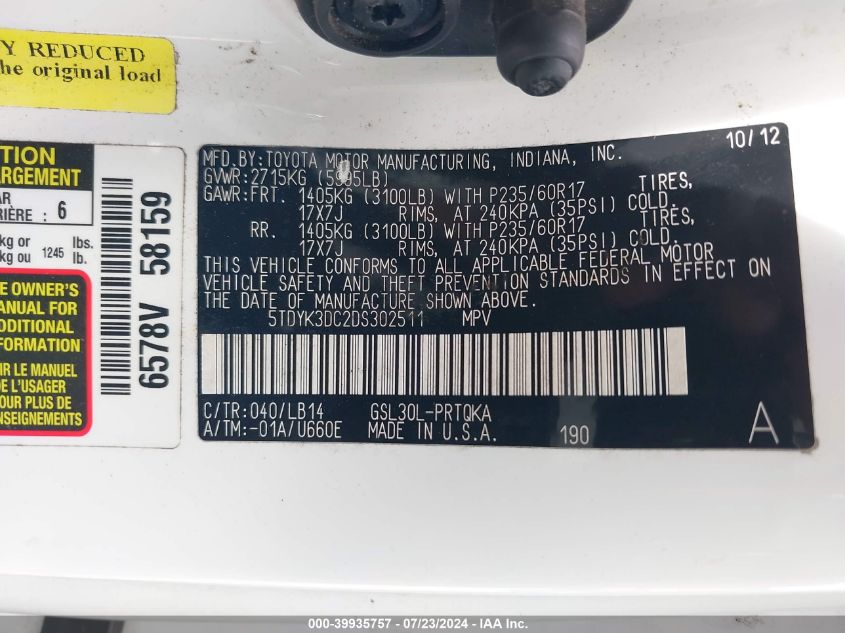 Y REDUCED
he original load
TION
ARGEMENT
AR
RIÈRE : 6
kg or 1245 lbs.
kg ou lb.
E OWNER'S
MANUAL FOR
DDITIONAL
FORMATION
IR LE MANUEL
E L'USAGER
OUR PLUS DE
NSEIGNEMENTS
6578V 58159
10/12
MFD.BY:TOYOTA MOTOR MANUFACTURING, INDIANA, INC.
GVWR:2715KG (5985LB)
GAWR:FRT. 1405KG (3100LB) WITH P235/60R17 TIRES,
17X7J RIMS, AT 240KPA (35PSI) COLD.
RR. 1405KG (3100LB) WITH P235/60R17 TIRES,
17X7J RIMS, AT 240KPA (35PSI) COLD.
THIS VEHICLE CONFORMS TO ALL APPLICABLE FEDERAL MOTOR
VEHICLE SAFETY AND THEFT PREVENTION STANDARDS IN EFFECT ON
THE DATE OF MANUFACTURE SHOWN ABOVE.
5TDYK3DC2DS302511 MPV
C/TR:040/LB14 GSL30L-PRTQKA
A/TM:-01A/U660E MADE IN U.S.A. 190 A
000-39935757 | 07/23/2024 - IAA Inc.